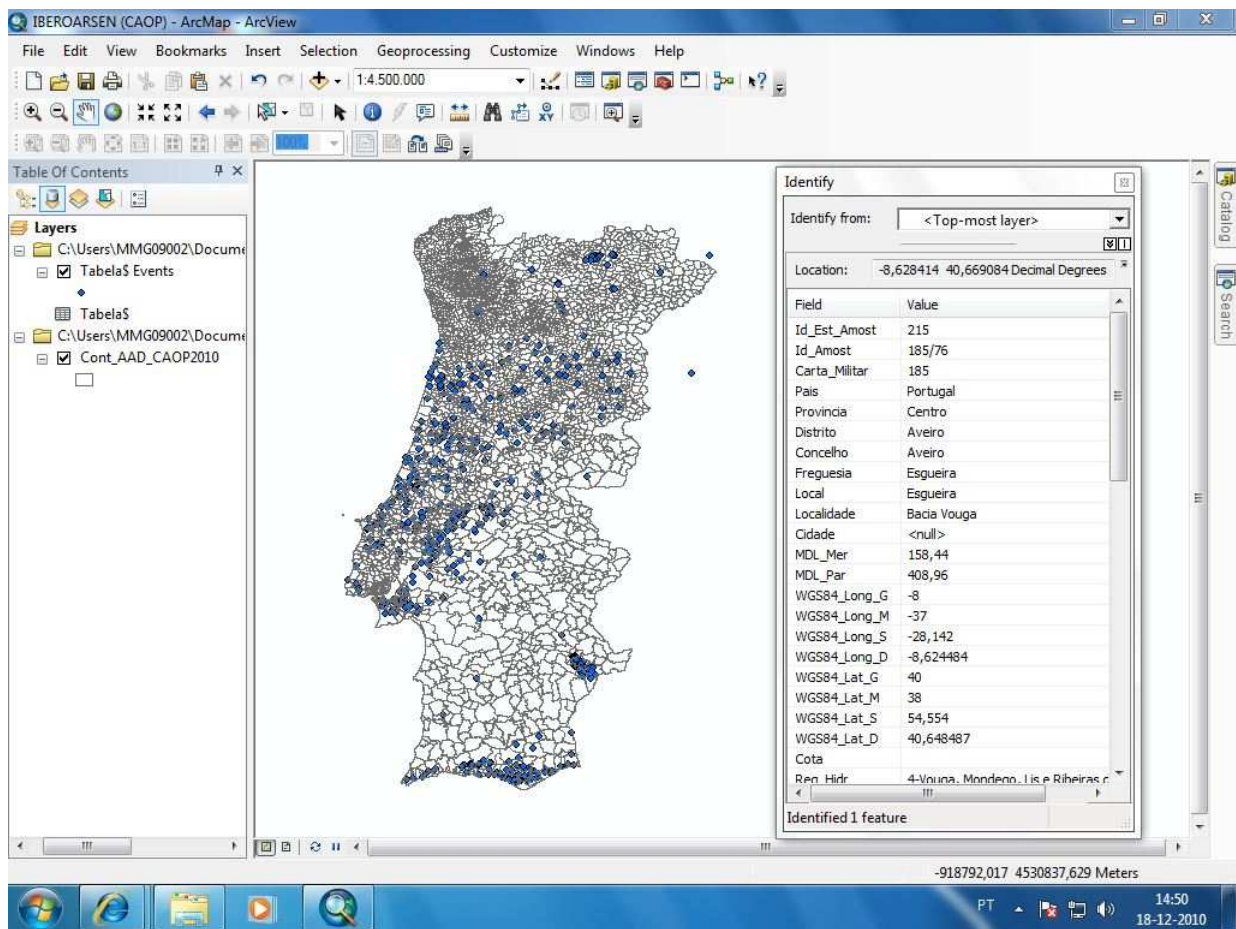 IBEROARSEN (CAOP) - ArcMap - ArcView
File Edit View Bookmarks Insert Selection Geoprocessing Customize Windows Help
1:4.500.000
100%
Table Of Contents
Layers
C:\Users\MMG09002\Docume
Tabela$ Events
Tabela$
C:\Users\MMG09002\Docume
Cont_AAD_CAOP2010
Identify
Identify from: <Top-most layer>
Location: -8,628414 40,669084 Decimal Degrees
Field Value
Id_Est_Amost 215
Id_Amost 185/76
Carta_Militar 185
Pais Portugal
Provincia Centro
Distrito Aveiro
Concelho Aveiro
Freguesia Esgueira
Local Esgueira
Localidade Bacia Vouga
Cidade <null>
MDL_Mer 158,44
MDL_Par 408,96
WGS84_Long_G -8
WGS84_Long_M -37
WGS84_Long_S -28,142
WGS84_Long_D -8,624484
WGS84_Lat_G 40
WGS84_Lat_M 38
WGS84_Lat_S 54,554
WGS84_Lat_D 40,648487
Cota
Reg_Hidr 4-Vouga, Mondego, Lis e Ribeiras
Identified 1 feature
Catalog
Search
-918792,017 4530837,629 Meters
PT
14:50
18-12-2010